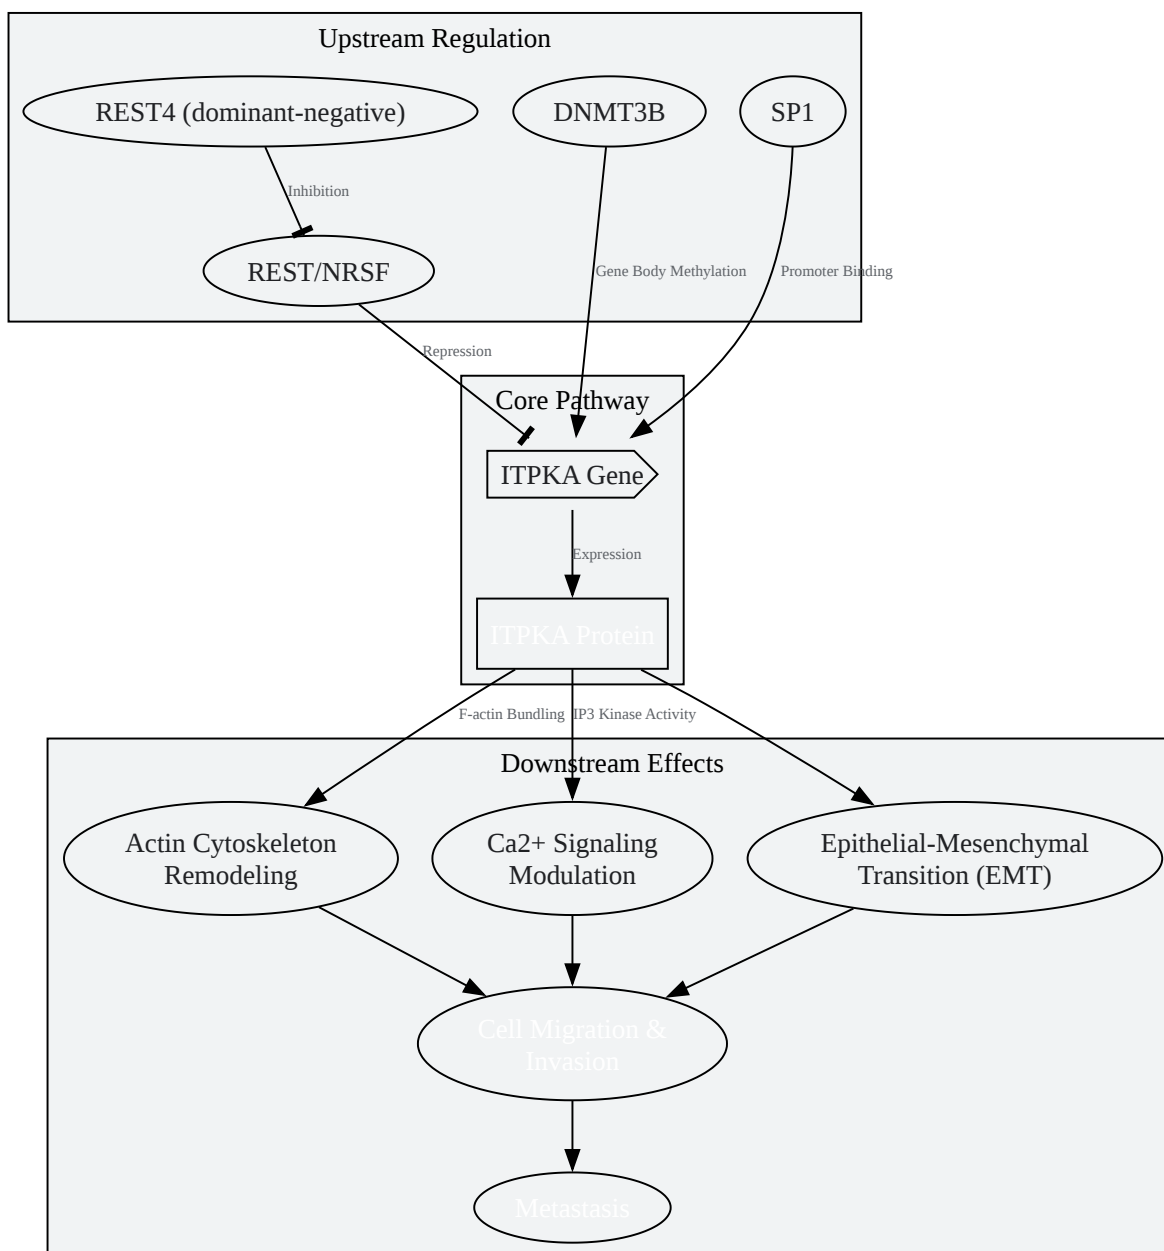 Upstream Regulation
REST4 (dominant-negative)
DNMT3B
SP1
Inhibition
REST/NRSF
Gene Body Methylation
Promoter Binding
Repression
Core Pathway
ITPKA Gene
Expression
ITPKA Protein
F-actin Bundling
IP3 Kinase Activity
Downstream Effects
Actin Cytoskeleton
Remodeling
Ca2+ Signaling
Modulation
Epithelial-Mesenchymal
Transition (EMT)
Cell Migration &
Invasion
Metastasis